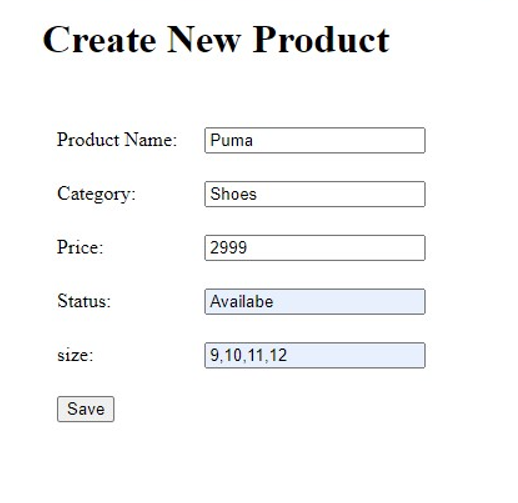 Create New Product
Product Name: Puma
Category: Shoes
Price: 2999
Status: Availabe
size: 9,10,11,12
Save